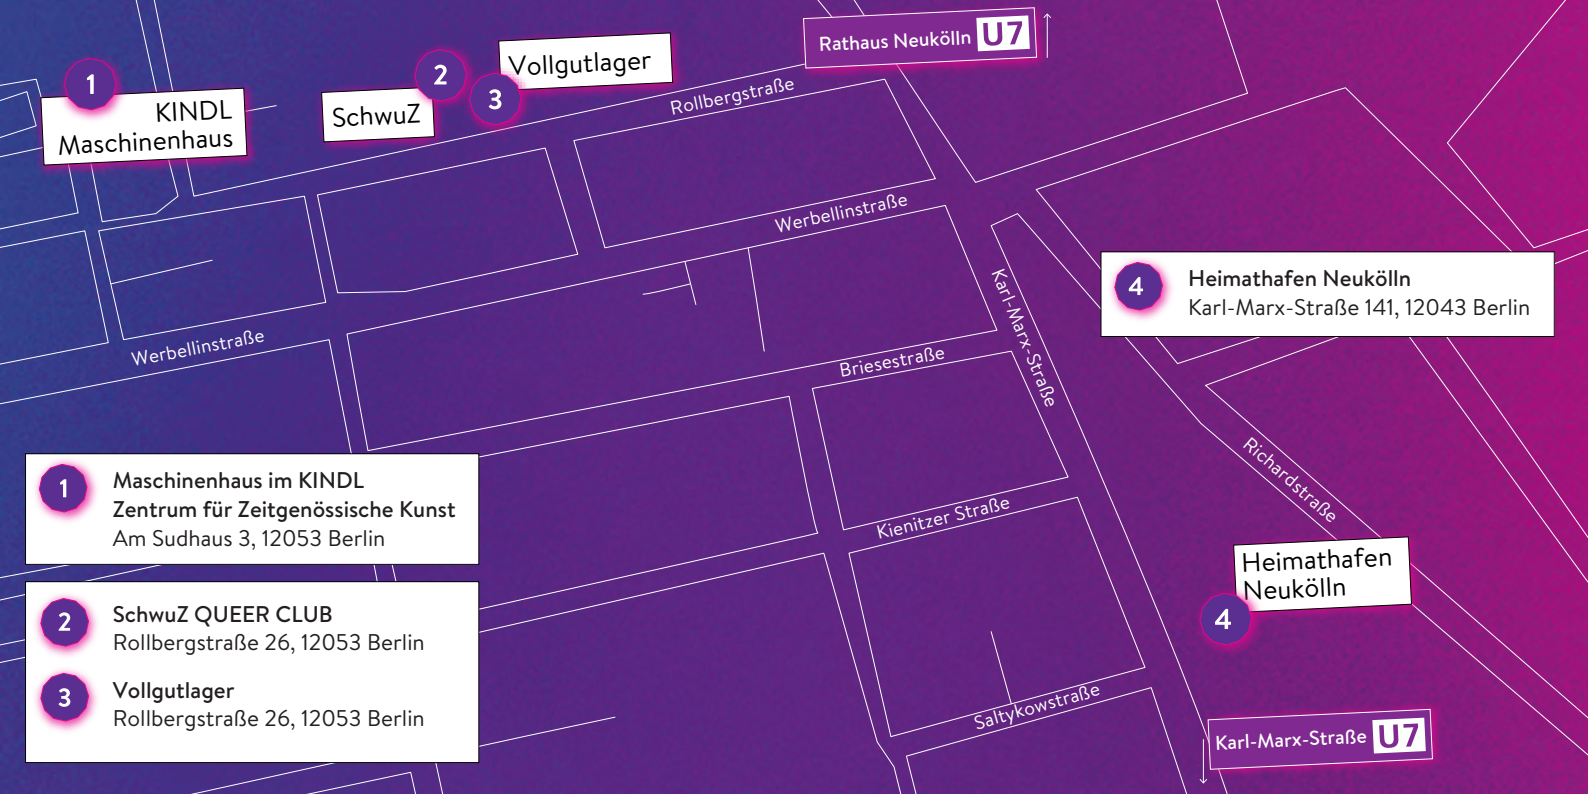 1
KINDL
Maschinenhaus
2
SchwuZ
3
Vollgutlager
Rathaus Neukölln U7
Rollbergstraße
Werbellinstraße
Werbellinstraße
Karl-Marx-Straße
Briesestraße
4
Heimathafen Neukölln
Karl-Marx-Straße 141, 12043 Berlin
Richardstraße
Kienitzer Straße
1
Maschinenhaus im KINDL
Zentrum für Zeitgenössische Kunst
Am Sudhaus 3, 12053 Berlin
2
SchwuZ QUEER CLUB
Rollbergstraße 26, 12053 Berlin
3
Vollgutlager
Rollbergstraße 26, 12053 Berlin
Heimathafen
Neukölln
4
Saltykowstraße
Karl-Marx-Straße U7